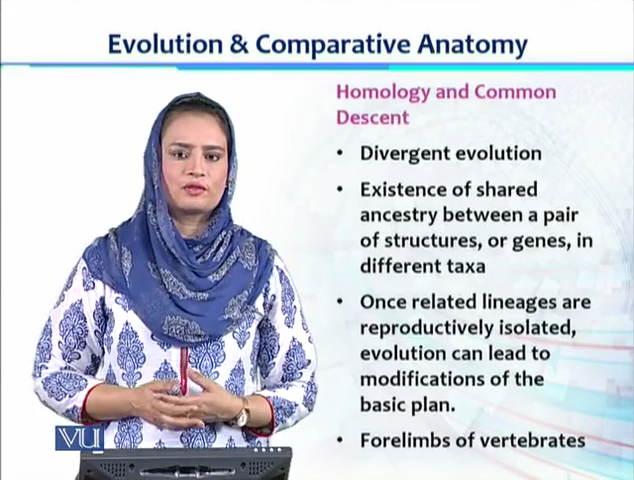 Evolution & Comparative Anatomy
Homology and Common
Descent
• Divergent evolution
• Existence of shared
ancestry between a pair
of structures, or genes, in
different taxa
• Once related lineages are
reproductively isolated,
evolution can lead to
modifications of the
basic plan.
• Forelimbs of vertebrates
VU